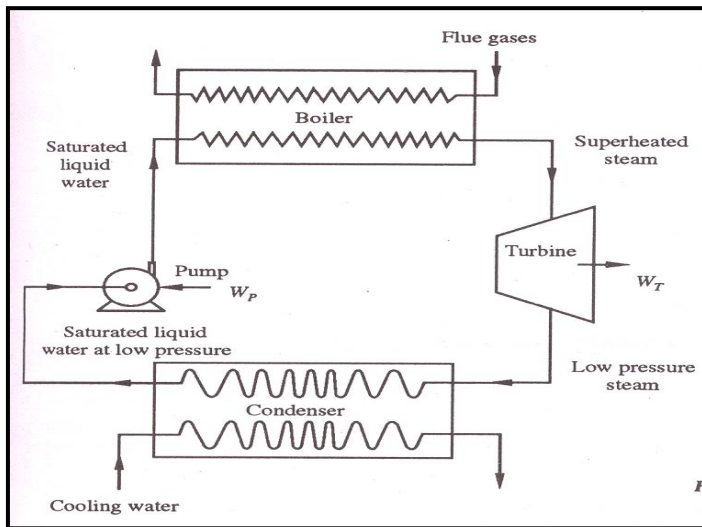 Flue gases
Boiler
Saturated
liquid
water
Superheated
steam
Turbine
W_T
Pump
W_P
Saturated liquid
water at low pressure
Low pressure
steam
Condenser
Cooling water